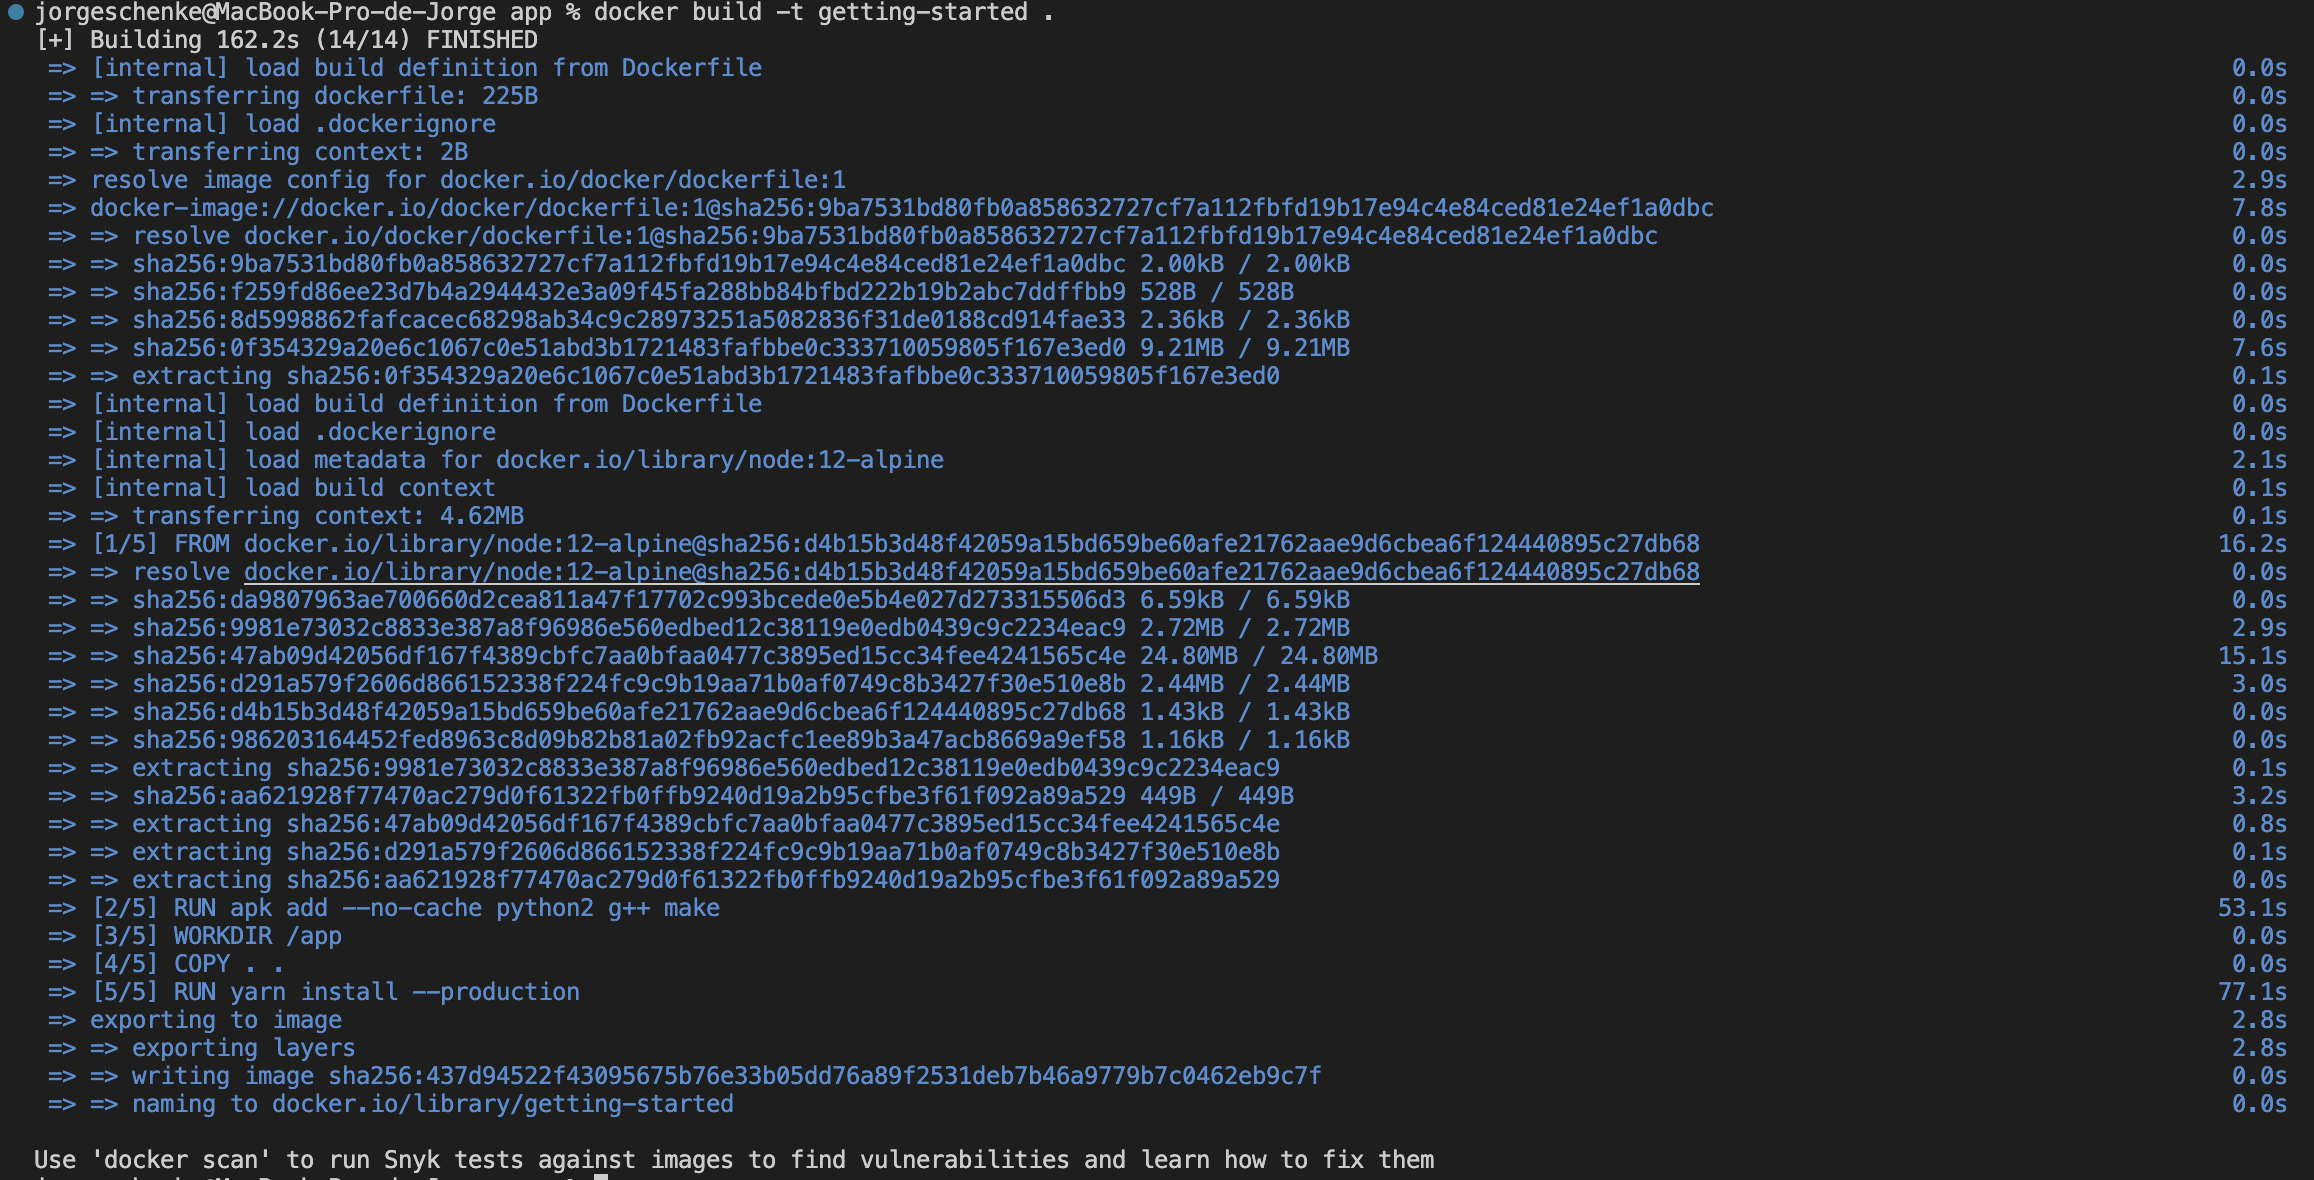 jorgeschenke@MacBook-Pro-de-Jorge app % docker build -t getting-started .
[+] Building 162.2s (14/14) FINISHED
=> [internal] load build definition from Dockerfile 0.0s
=> => transferring dockerfile: 225B 0.0s
=> [internal] load .dockerignore 0.0s
=> => transferring context: 2B 0.0s
=> resolve image config for docker.io/docker/dockerfile:1 2.9s
=> docker-image://docker.io/docker/dockerfile:1@sha256:9ba7531bd80fb0a858632727cf7a112fbfd19b17e94c4e84ced81e24ef1a0dbc 7.8s
=> => resolve docker.io/docker/dockerfile:1@sha256:9ba7531bd80fb0a858632727cf7a112fbfd19b17e94c4e84ced81e24ef1a0dbc 0.0s
=> => sha256:9ba7531bd80fb0a858632727cf7a112fbfd19b17e94c4e84ced81e24ef1a0dbc 2.00kB / 2.00kB 0.0s
=> => sha256:f259fd86ee23d7b4a2944432e3a09f45fa288bb84bfbd222b19b2abc7ddffbb9 528B / 528B 0.0s
=> => sha256:8d5998862fafcacec68298ab34c9c28973251a5082836f31de0188cd914fae33 2.36kB / 2.36kB 0.0s
=> => sha256:0f354329a20e6c1067c0e51abd3b1721483fafbbe0c333710059805f167e3ed0 9.21MB / 9.21MB 7.6s
=> => extracting sha256:0f354329a20e6c1067c0e51abd3b1721483fafbbe0c333710059805f167e3ed0 0.1s
=> [internal] load build definition from Dockerfile 0.0s
=> [internal] load .dockerignore 0.0s
=> [internal] load metadata for docker.io/library/node:12-alpine 2.1s
=> [internal] load build context 0.1s
=> => transferring context: 4.62MB 0.1s
=> [1/5] FROM docker.io/library/node:12-alpine@sha256:d4b15b3d48f42059a15bd659be60afe21762aae9d6cbea6f124440895c27db68 16.2s
=> => resolve docker.io/library/node:12-alpine@sha256:d4b15b3d48f42059a15bd659be60afe21762aae9d6cbea6f124440895c27db68 0.0s
=> => sha256:da9807963ae700660d2cea811a47f17702c993bcede0e5b4e027d273315506d3 6.59kB / 6.59kB 0.0s
=> => sha256:9981e73032c8833e387a8f96986e560edbed12c38119e0edb0439c9c2234eac9 2.72MB / 2.72MB 2.9s
=> => sha256:47ab09d42056df167f4389cbfc7aa0bfaa0477c3895ed15cc34fee4241565c4e 24.80MB / 24.80MB 15.1s
=> => sha256:d291a579f2606d866152338f224fc9c9b19aa71b0af0749c8b3427f30e510e8b 2.44MB / 2.44MB 3.0s
=> => sha256:d4b15b3d48f42059a15bd659be60afe21762aae9d6cbea6f124440895c27db68 1.43kB / 1.43kB 0.0s
=> => sha256:986203164452fed8963c8d09b82b81a02fb92acfc1ee89b3a47acb8669a9ef58 1.16kB / 1.16kB 0.0s
=> => extracting sha256:9981e73032c8833e387a8f96986e560edbed12c38119e0edb0439c9c2234eac9 0.1s
=> => sha256:aa621928f77470ac279d0f61322fb0ffb9240d19a2b95cfbe3f61f092a89a529 449B / 449B 3.2s
=> => extracting sha256:47ab09d42056df167f4389cbfc7aa0bfaa0477c3895ed15cc34fee4241565c4e 0.8s
=> => extracting sha256:d291a579f2606d866152338f224fc9c9b19aa71b0af0749c8b3427f30e510e8b 0.1s
=> => extracting sha256:aa621928f77470ac279d0f61322fb0ffb9240d19a2b95cfbe3f61f092a89a529 0.0s
=> [2/5] RUN apk add --no-cache python2 g++ make 53.1s
=> [3/5] WORKDIR /app 0.0s
=> [4/5] COPY . . 0.0s
=> [5/5] RUN yarn install --production 77.1s
=> exporting to image 2.8s
=> => exporting layers 2.8s
=> => writing image sha256:437d94522f43095675b76e33b05dd76a89f2531deb7b46a9779b7c0462eb9c7f 0.0s
=> => naming to docker.io/library/getting-started 0.0s
Use 'docker scan' to run Snyk tests against images to find vulnerabilities and learn how to fix them